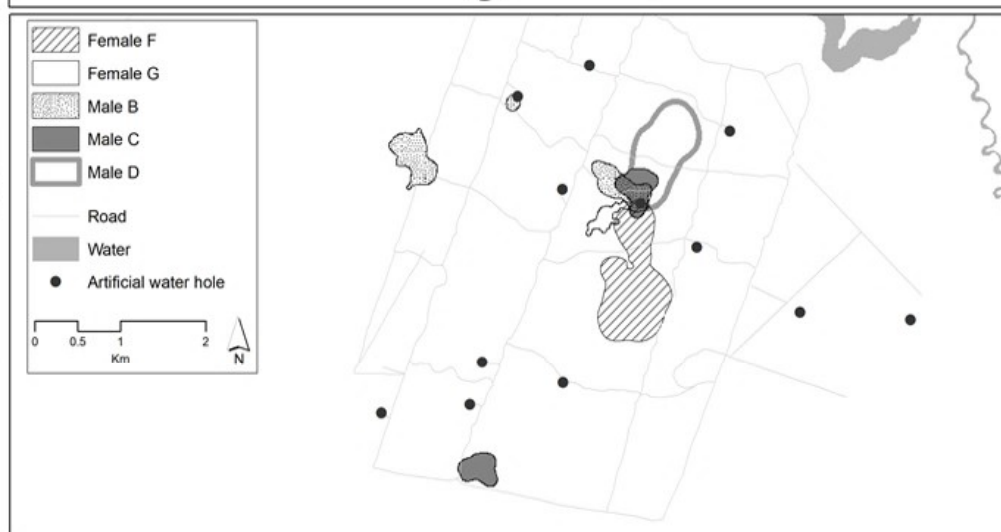 Female F
Female G
Male B
Male C
Male D
Road
Water
Artificial water hole
0 0.5 1 2
Km
N